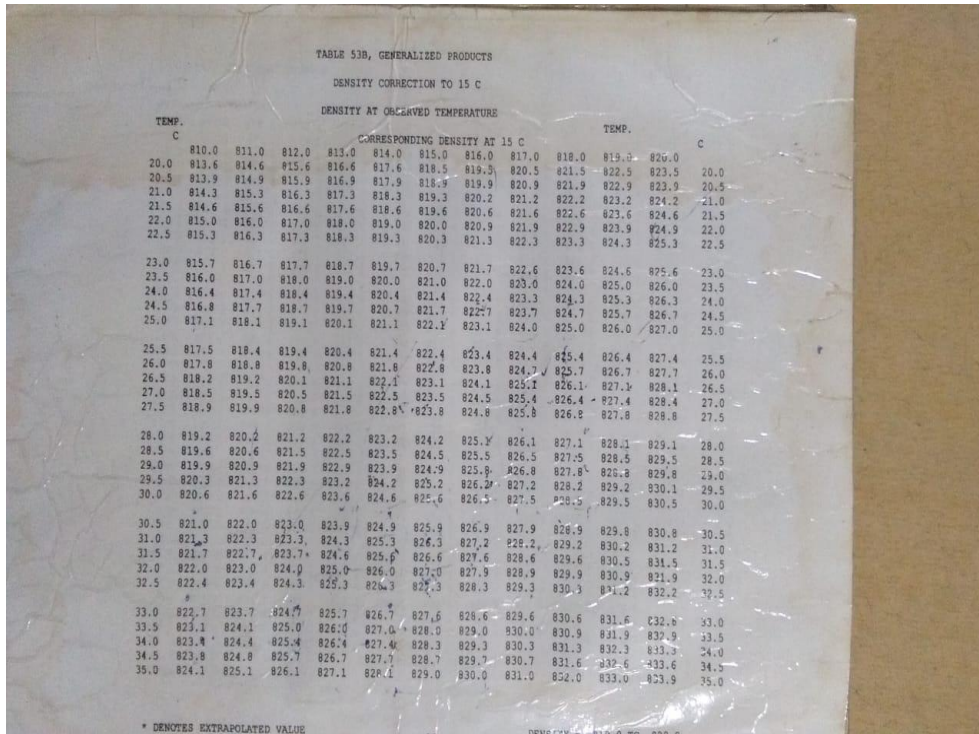 TABLE 53B, GENERALIZED PRODUCTS
DENSITY CORRECTION TO 15 C
DENSITY AT OBSERVED TEMPERATURE
TEMP. TEMP.
C CORRESPONDING DENSITY AT 15 C C
810.0 811.0 812.0 813.0 814.0 815.0 816.0 817.0 818.0 819.0 820.0
20.0 813.6 814.6 815.6 816.6 817.6 818.5 819.5 820.5 821.5 822.5 823.5 20.0
20.5 813.9 814.9 815.9 816.9 817.9 818.9 819.9 820.9 821.9 822.9 823.9 20.5
21.0 814.3 815.3 816.3 817.3 818.3 819.3 820.2 821.2 822.2 823.2 824.2 21.0
21.5 814.6 815.6 816.6 817.6 818.6 819.6 820.6 821.6 822.6 823.6 824.6 21.5
22.0 815.0 816.0 817.0 818.0 819.0 820.0 820.9 821.9 822.9 823.9 824.9 22.0
22.5 815.3 816.3 817.3 818.3 819.3 820.3 821.3 822.3 823.3 824.3 825.3 22.5
23.0 815.7 816.7 817.7 818.7 819.7 820.7 821.7 822.6 823.6 824.6 825.6 23.0
23.5 816.0 817.0 818.0 819.0 820.0 821.0 822.0 823.0 824.0 825.0 826.0 23.5
24.0 816.4 817.4 818.4 819.4 820.4 821.4 822.4 823.3 824.3 825.3 826.3 24.0
24.5 816.8 817.7 818.7 819.7 820.7 821.7 822.7 823.7 824.7 825.7 826.7 24.5
25.0 817.1 818.1 819.1 820.1 821.1 822.1 823.1 824.0 825.0 826.0 827.0 25.0
25.5 817.5 818.4 819.4 820.4 821.4 822.4 823.4 824.4 825.4 826.4 827.4 25.5
26.0 817.8 818.8 819.8 820.8 821.8 822.8 823.8 824.7 825.7 826.7 827.7 26.0
26.5 818.2 819.2 820.1 821.1 822.1 823.1 824.1 825.1 826.1 827.1 828.1 26.5
27.0 818.5 819.5 820.5 821.5 822.5 823.5 824.5 825.4 826.4 827.4 828.4 27.0
27.5 818.9 819.9 820.8 821.8 822.8 823.8 824.8 825.8 826.8 827.8 828.8 27.5
28.0 819.2 820.2 821.2 822.2 823.2 824.2 825.1 826.1 827.1 828.1 829.1 28.0
28.5 819.6 820.6 821.5 822.5 823.5 824.5 825.5 826.5 827.5 828.5 829.5 28.5
29.0 819.9 820.9 821.9 822.9 823.9 824.9 825.8 826.8 827.8 828.8 829.8 29.0
29.5 820.3 821.3 822.3 823.2 824.2 825.2 826.2 827.2 828.2 829.2 830.1 29.5
30.0 820.6 821.6 822.6 823.6 824.6 825.6 826.5 827.5 828.5 829.5 830.5 30.0
30.5 821.0 822.0 823.0 823.9 824.9 825.9 826.9 827.9 828.9 829.8 830.8 30.5
31.0 821.3 822.3 823.3 824.3 825.3 826.3 827.2 828.2 829.2 830.2 831.2 31.0
31.5 821.7 822.7 823.7 824.6 825.6 826.6 827.6 828.6 829.6 830.5 831.5 31.5
32.0 822.0 823.0 824.0 825.0 826.0 827.0 827.9 828.9 829.9 830.9 831.9 32.0
32.5 822.4 823.4 824.3 825.3 826.3 827.3 828.3 829.3 830.3 831.2 832.2 32.5
33.0 822.7 823.7 824.7 825.7 826.7 827.6 828.6 829.6 830.6 831.6 832.6 33.0
33.5 823.1 824.1 825.0 826.0 827.0 828.0 829.0 830.0 830.9 831.9 832.9 33.5
34.0 823.4 824.4 825.4 826.4 827.4 828.3 829.3 830.3 831.3 832.3 833.3 34.0
34.5 823.8 824.8 825.7 826.7 827.7 828.7 829.7 830.7 831.6 832.6 833.6 34.5
35.0 824.1 825.1 826.1 827.1 828.1 829.0 830.0 831.0 832.0 833.0 833.9 35.0
* DENOTES EXTRAPOLATED VALUE